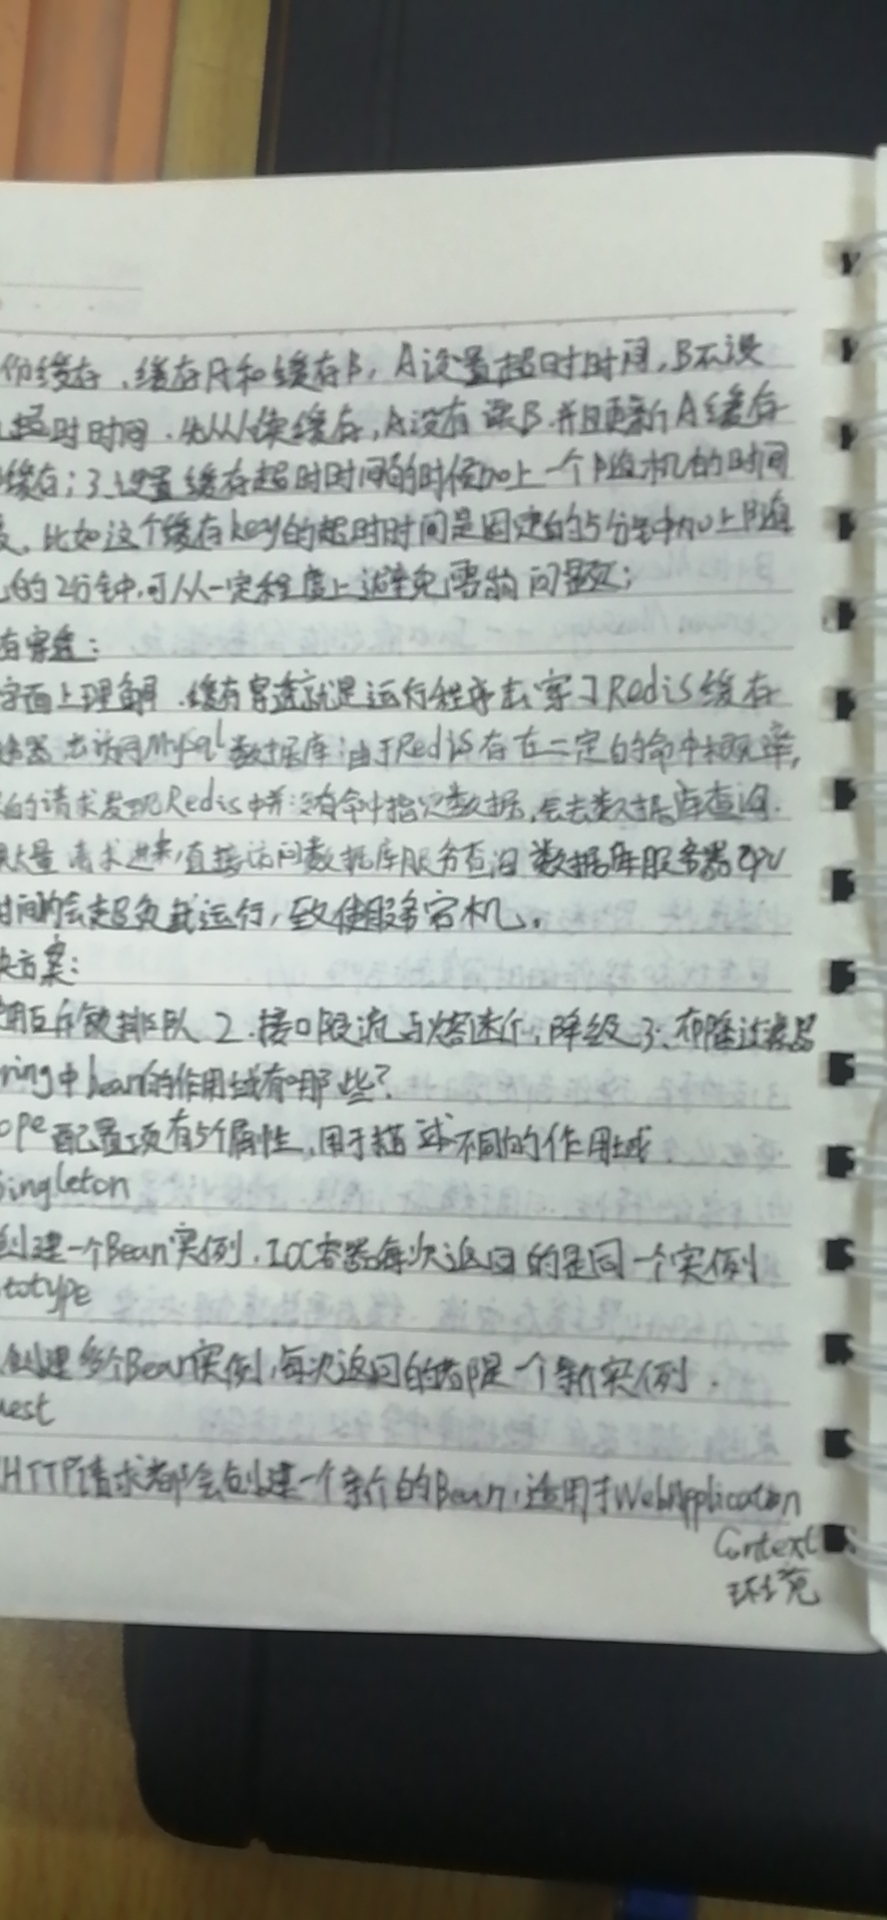 份缓存,缓存A和缓存B,A设置超时时间,B不设
超时时间.先从A读缓存,A没有读B.并且更新A缓存
缓存;3.设置缓存超时时间的时候加上一个随机的时间
比如这个缓存key的超时时间是固定的5分钟加上随
的2分钟,可从一定程度上避免雪崩问题;
穿透:
字面上理解.缓存穿透就是运行程序去穿了Redis缓存
去访问Mysql数据库;由于Redis存在一定的命中概率,
的请求发现Redis中并没有命中指定数据,会去数据库查询.
大量请求进来,直接访问数据库服务查询数据库服务器CPU
时间内会超负载运行,致使服务宕机。
决方案:
用互斥锁排队 2.接口限流与熔断,降级 3.布隆过滤器
ring中bean的作用域有哪些?
ope配置项有5个属性,用于描述不同的作用域
Singleton
创建一个Bean实例.IOC容器每次返回的是同一个实例
totype
创建多个Bean实例,每次返回的都是一个新实例.
uest
HTTP请求都会创建一个新的Bean,适用于WebApplication
Context
环境